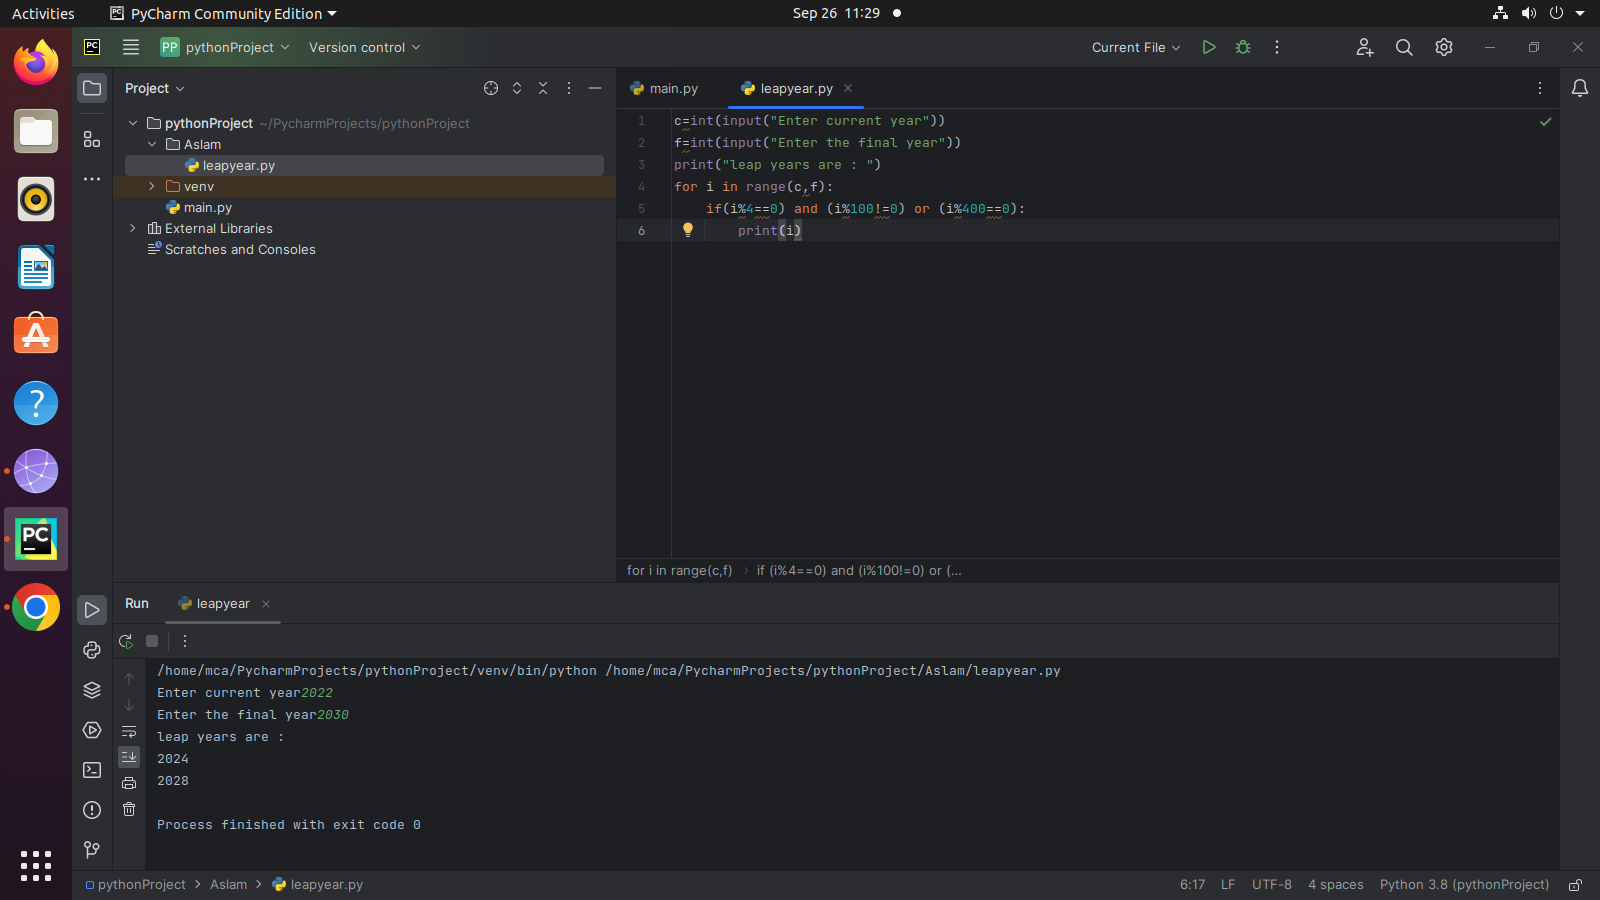 Activities
PyCharm Community Edition
Sep 26 11:29
PC
PP pythonProject
Version control
Current File
Project
main.py
leapyear.py
pythonProject ~/PycharmProjects/pythonProject
Aslam
leapyear.py
venv
main.py
External Libraries
Scratches and Consoles
1 c=int(input("Enter current year"))
2 f=int(input("Enter the final year"))
3 print("leap years are : ")
4 for i in range(c,f):
5     if(i%4==0) and (i%100!=0) or (i%400==0):
6         print(i)
for i in range(c,f) › if (i%4==0) and (i%100!=0) or (...
Run
leapyear
/home/mca/PycharmProjects/pythonProject/venv/bin/python /home/mca/PycharmProjects/pythonProject/Aslam/leapyear.py
Enter current year2022
Enter the final year2030
leap years are :
2024
2028
Process finished with exit code 0
PC
pythonProject > Aslam > leapyear.py
6:17 LF UTF-8 4 spaces Python 3.8 (pythonProject)